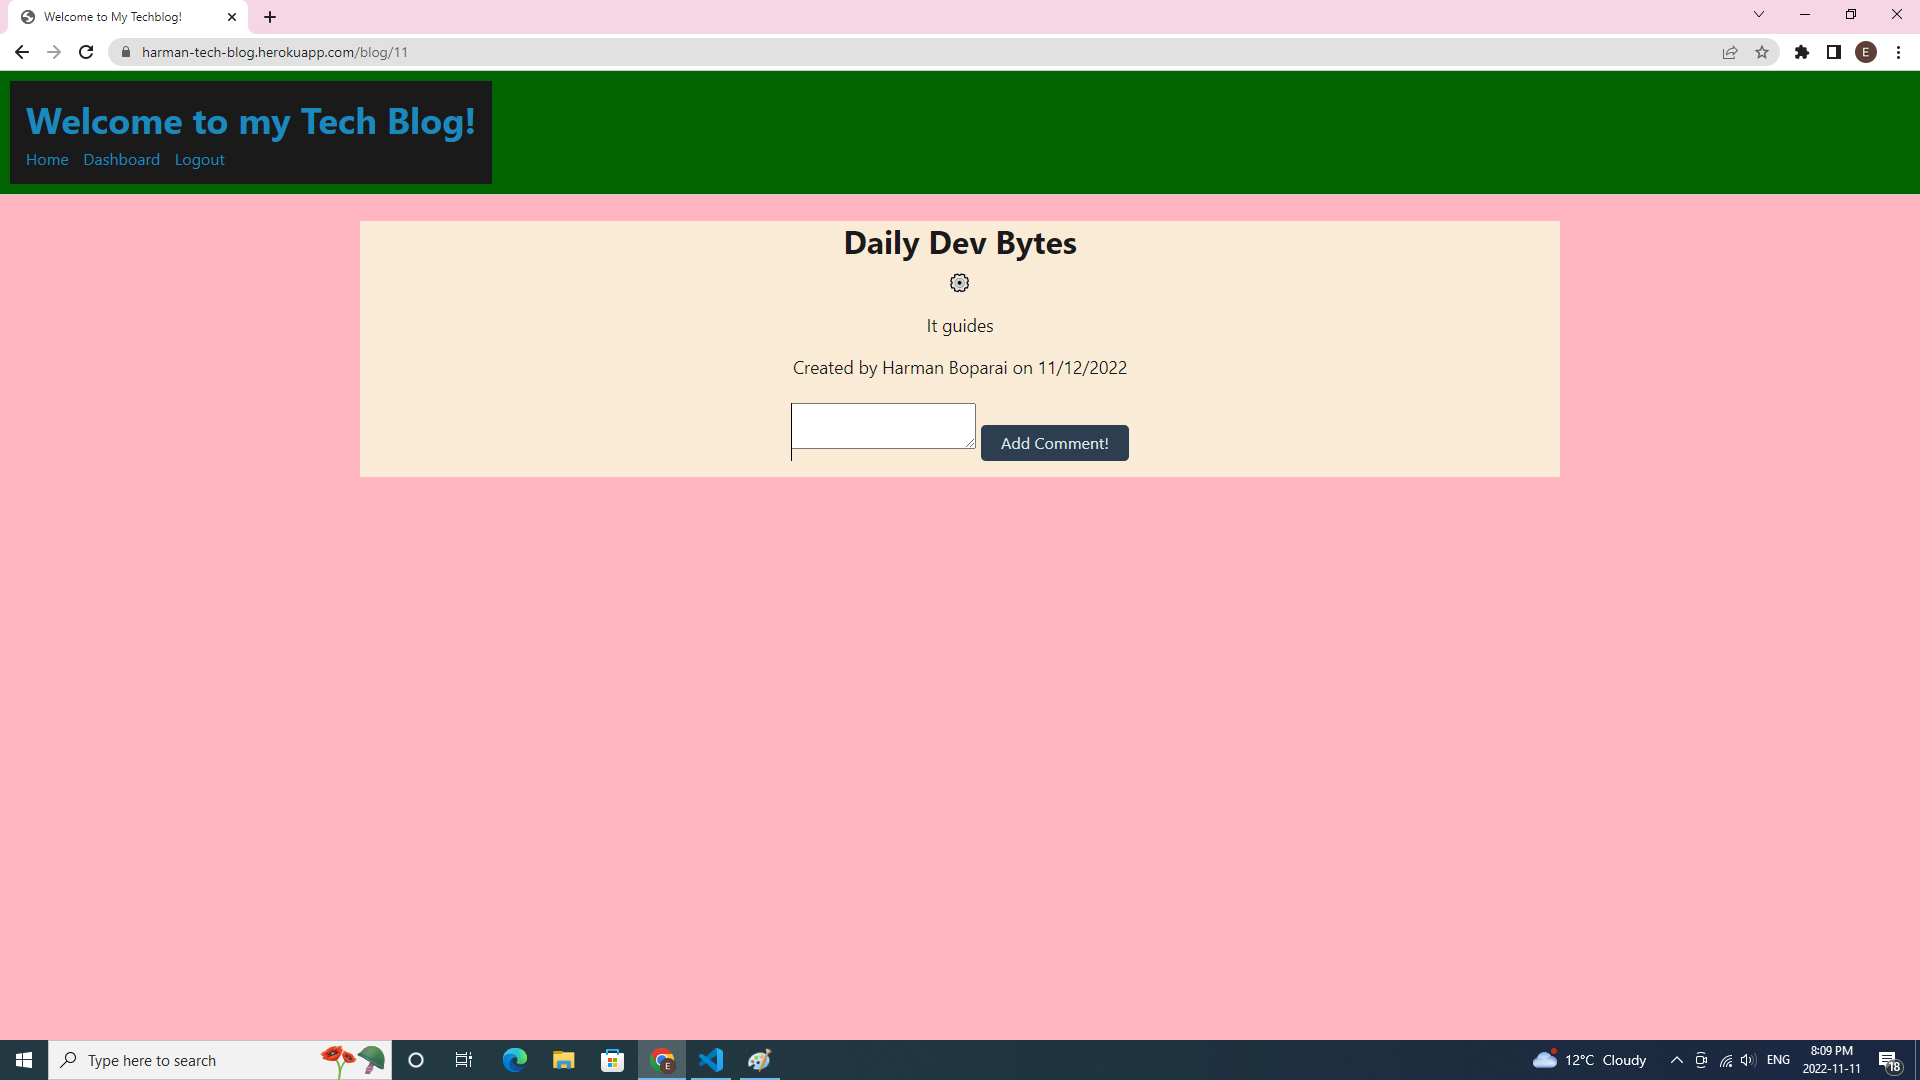 Welcome to My Techblog!
harman-tech-blog.herokuapp.com/blog/11
E
Welcome to my Tech Blog!
Home Dashboard Logout
Daily Dev Bytes
It guides
Created by Harman Boparai on 11/12/2022
Add Comment!
Type here to search
E
12°C Cloudy
ENG
8:09 PM
2022-11-11
18